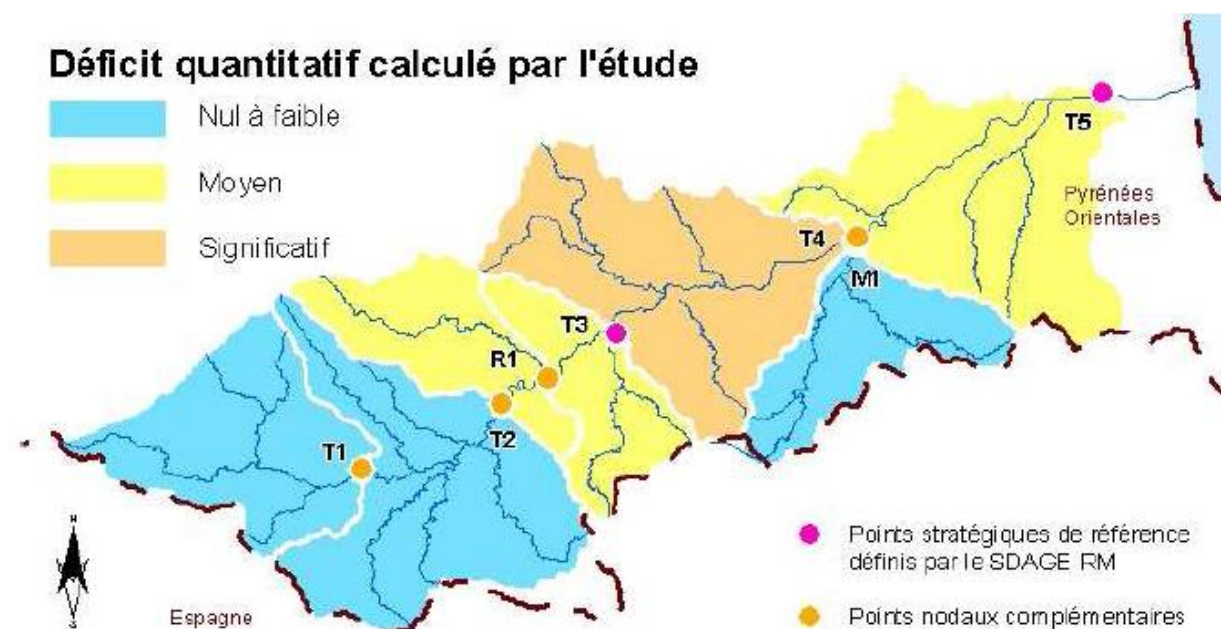 Déficit quantitatif calculé par l'étude
Nul à faible
Moyen
Significatif
T5
Pyrénées
Orientales
T4
M1
T3
R1
T2
T1
N
S
Espagne
Points stratégiques de référence
définis par le SDAGE RM
Points nodaux complémentaires